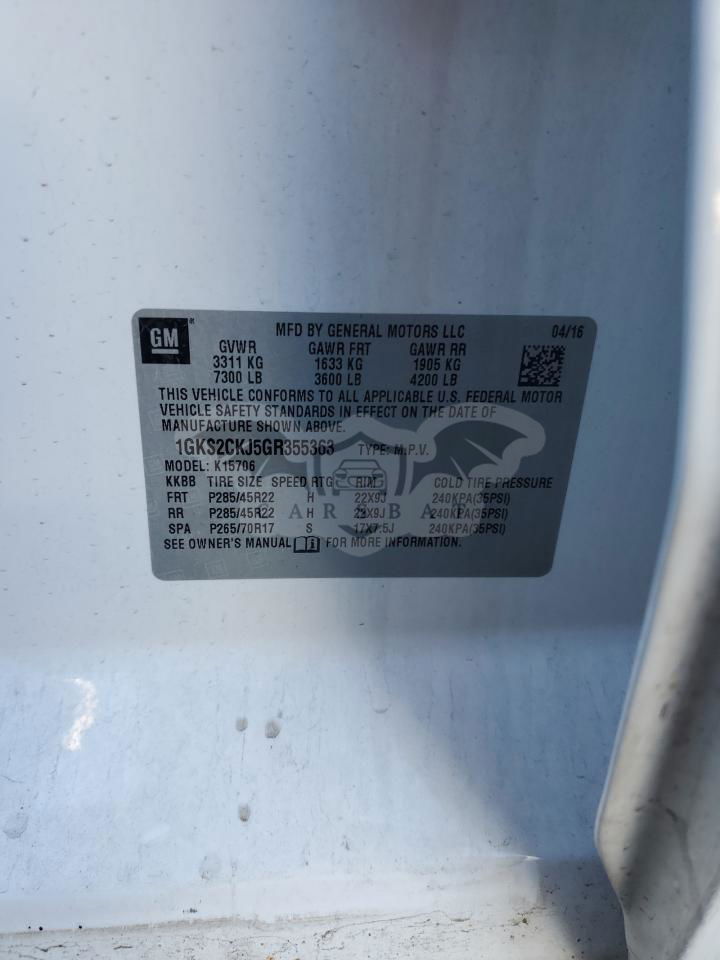 GM
MFD BY GENERAL MOTORS LLC 04/16
GVWR GAWR FRT GAWR RR
3311 KG 1633 KG 1905 KG
7300 LB 3600 LB 4200 LB
THIS VEHICLE CONFORMS TO ALL APPLICABLE U.S. FEDERAL MOTOR
VEHICLE SAFETY STANDARDS IN EFFECT ON THE DATE OF
MANUFACTURE SHOWN ABOVE.
1GKS2CKJ5GR355363 TYPE: M.P.V.
MODEL: K15706
KKBB TIRE SIZE SPEED RTG RIM COLD TIRE PRESSURE
FRT P285/45R22 H 22X9J 240KPA(35PSI)
RR P285/45R22 H 22X9J 240KPA(35PSI)
SPA P265/70R17 S 17X7.5J 240KPA(35PSI)
SEE OWNER'S MANUAL FOR MORE INFORMATION.
CARSBAT